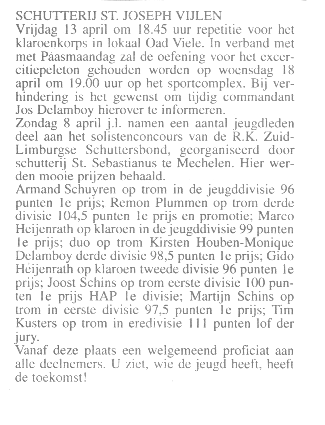 SCHUTTERIJ ST. JOSEPH VIJLEN
Vrijdag 13 april om 18.45 uur repetitie voor het
klaroenkorps in lokaal Oad Viele. In verband met
met Paasmaandag zal de oefening voor het excer-
citiepeleton gehouden worden op woensdag 18
april om 19.00 uur op het sportcomplex. Bij ver-
hindering is het gewenst om tijdig commandant
Jos Delamboy hierover te informeren.
Zondag 8 april j.l. namen een aantal jeugdleden
deel aan het solistenconcours van de R.K. Zuid-
Limburgse Schuttersbond, georganiseerd door
schutterij St. Sebastianus te Mechelen. Hier wer-
den mooie prijzen behaald.
Armand Schuyren op trom in de jeugddivisie 96
punten 1e prijs; Remon Plummen op trom derde
divisie 104,5 punten 1e prijs en promotie; Marco
Heijenrath op klaroen in de jeugddivisie 99 punten
1e prijs; duo op trom Kirsten Houben-Monique
Delamboy derde divisie 98,5 punten 1e prijs; Gido
Heijenrath op klaroen tweede divisie 96 punten 1e
prijs; Joost Schins op trom eerste divisie 100 pun-
ten 1e prijs HAP 1e divisie; Martijn Schins op
trom in eerste divisie 97,5 punten 1e prijs; Tim
Kusters op trom in eredivisie 111 punten lof der
jury.
Vanaf deze plaats een welgemeend proficiat aan
alle deelnemers. U ziet, wie de jeugd heeft, heeft
de toekomst!